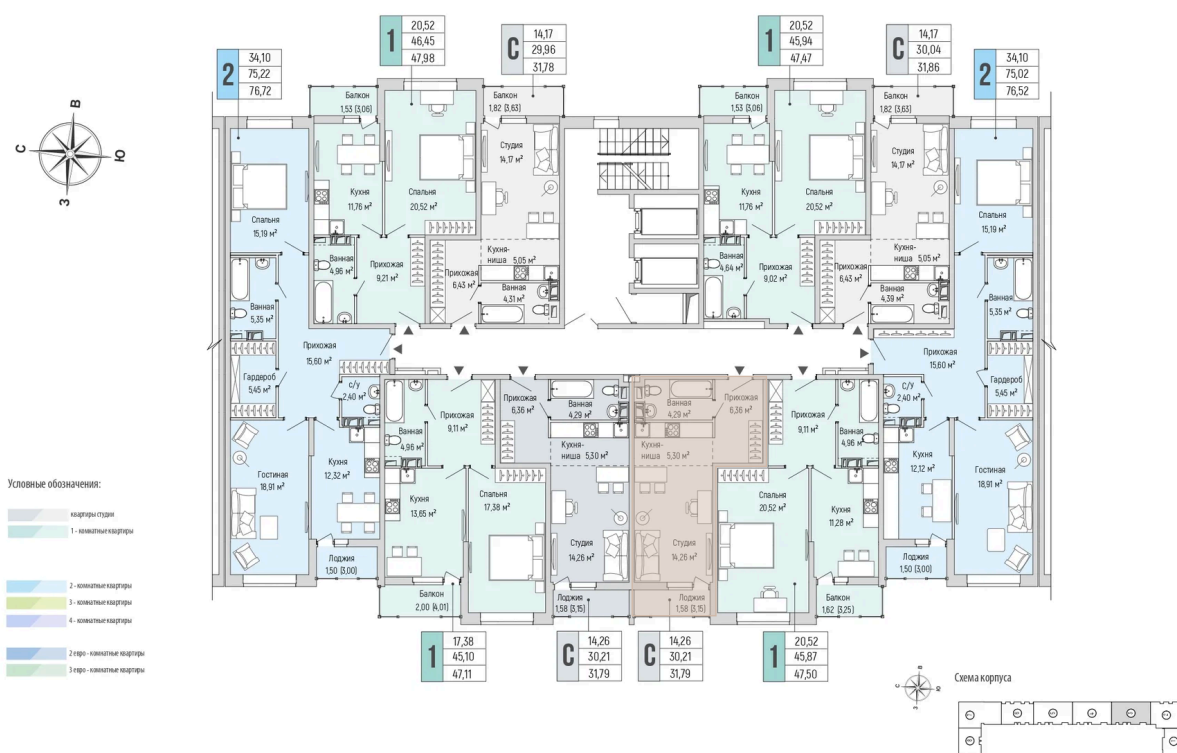 В
С
Ю
З
2
34,10
75,22
76,72
1
20,52
46,45
47,98
С
14,17
29,96
31,78
1
20,52
45,94
47,47
С
14,17
30,04
31,86
2
34,10
75,02
76,52
Балкон
1,53 (3,06)
Балкон
1,82 (3,63)
Балкон
1,53 (3,06)
Балкон
1,82 (3,63)
Спальня
15,19 м²
Кухня
11,76 м²
Спальня
20,52 м²
Студия
14,17 м²
Кухня
11,76 м²
Спальня
20,52 м²
Студия
14,17 м²
Спальня
15,19 м²
Ванная
5,35 м²
Ванная
4,96 м²
Прихожая
9,21 м²
Прихожая
6,43 м²
Кухня-
ниша 5,05 м²
Ванная
4,31 м²
Ванная
4,64 м²
Прихожая
9,02 м²
Прихожая
6,43 м²
Кухня-
ниша 5,05 м²
Ванная
4,39 м²
Ванная
5,35 м²
Прихожая
15,60 м²
Гардероб
5,45 м²
с/у
2,40 м²
Прихожая
15,60 м²
Гардероб
5,45 м²
с/у
2,40 м²
Ванная
4,96 м²
Прихожая
9,11 м²
Прихожая
6,36 м²
Ванная
4,29 м²
Кухня-
ниша 5,30 м²
Ванная
4,29 м²
Прихожая
6,36 м²
Кухня-
ниша 5,30 м²
Прихожая
9,11 м²
Ванная
4,96 м²
Гостиная
18,91 м²
Кухня
12,32 м²
Кухня
13,65 м²
Спальня
17,38 м²
Студия
14,26 м²
Студия
14,26 м²
Спальня
20,52 м²
Кухня
11,28 м²
Кухня
12,12 м²
Гостиная
18,91 м²
Лоджия
1,50 (3,00)
Балкон
2,00 (4,01)
Лоджия
1,58 (3,15)
Лоджия
1,58 (3,15)
Балкон
1,62 (3,25)
Лоджия
1,50 (3,00)
1
17,38
45,10
47,11
С
14,26
30,21
31,79
С
14,26
30,21
31,79
1
20,52
45,87
47,50
Условные обозначения:
квартиры студии
1 - комнатные квартиры
2 - комнатные квартиры
3 - комнатные квартиры
4 - комнатные квартиры
2 евро - комнатные квартиры
3 евро - комнатные квартиры
В
С
Ю
З
Схема корпуса